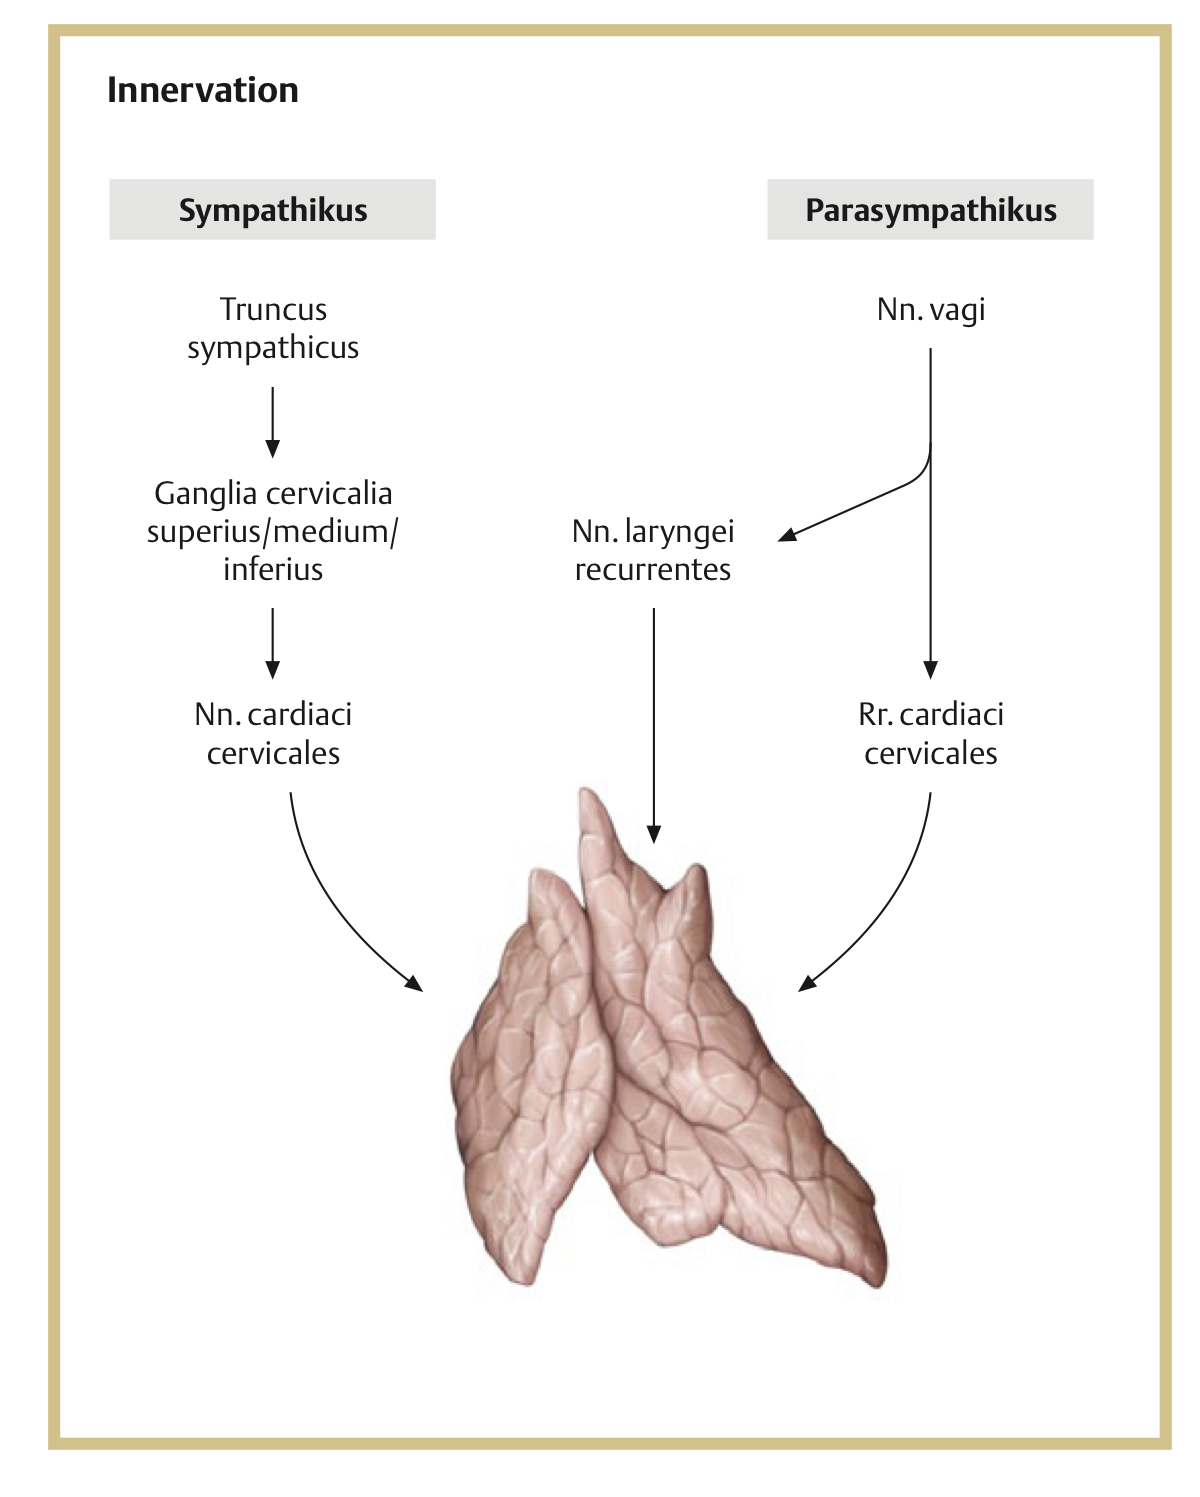 Innervation
Sympathikus
Parasympathikus
Truncus
sympathicus
Nn. vagi
Ganglia cervicalia
superius/medium/
inferius
Nn. laryngei
recurrentes
Nn. cardiaci
cervicales
Rr. cardiaci
cervicales